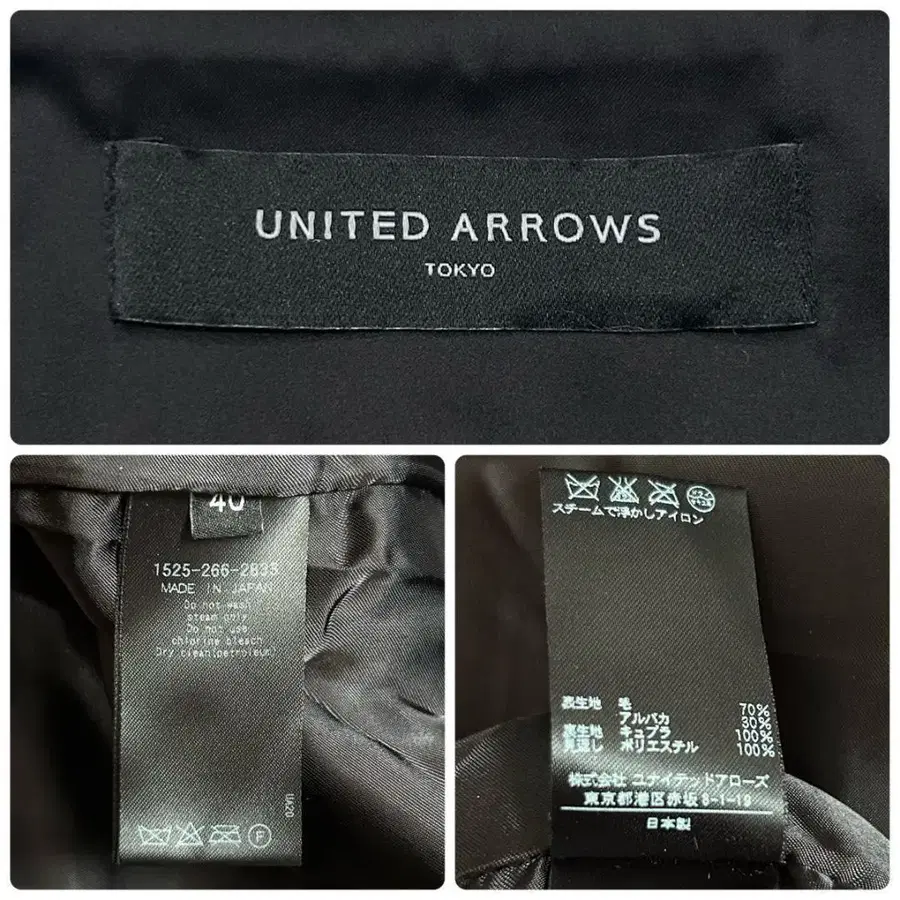 UNITED ARROWS
TOKYO
40
1525-266-2833
MADE IN JAPAN
Do not wash
steam only
Do not use
chlorine bleach
Dry clean(petroleum)
UA20
F
スチームで浮かしアイロン
表生地 毛 70%
アルパカ 30%
裏生地 キュプラ 100%
見返し ポリエステル 100%
株式会社 ユナイテッドアローズ
東京都港区赤坂8-1-19
日本製